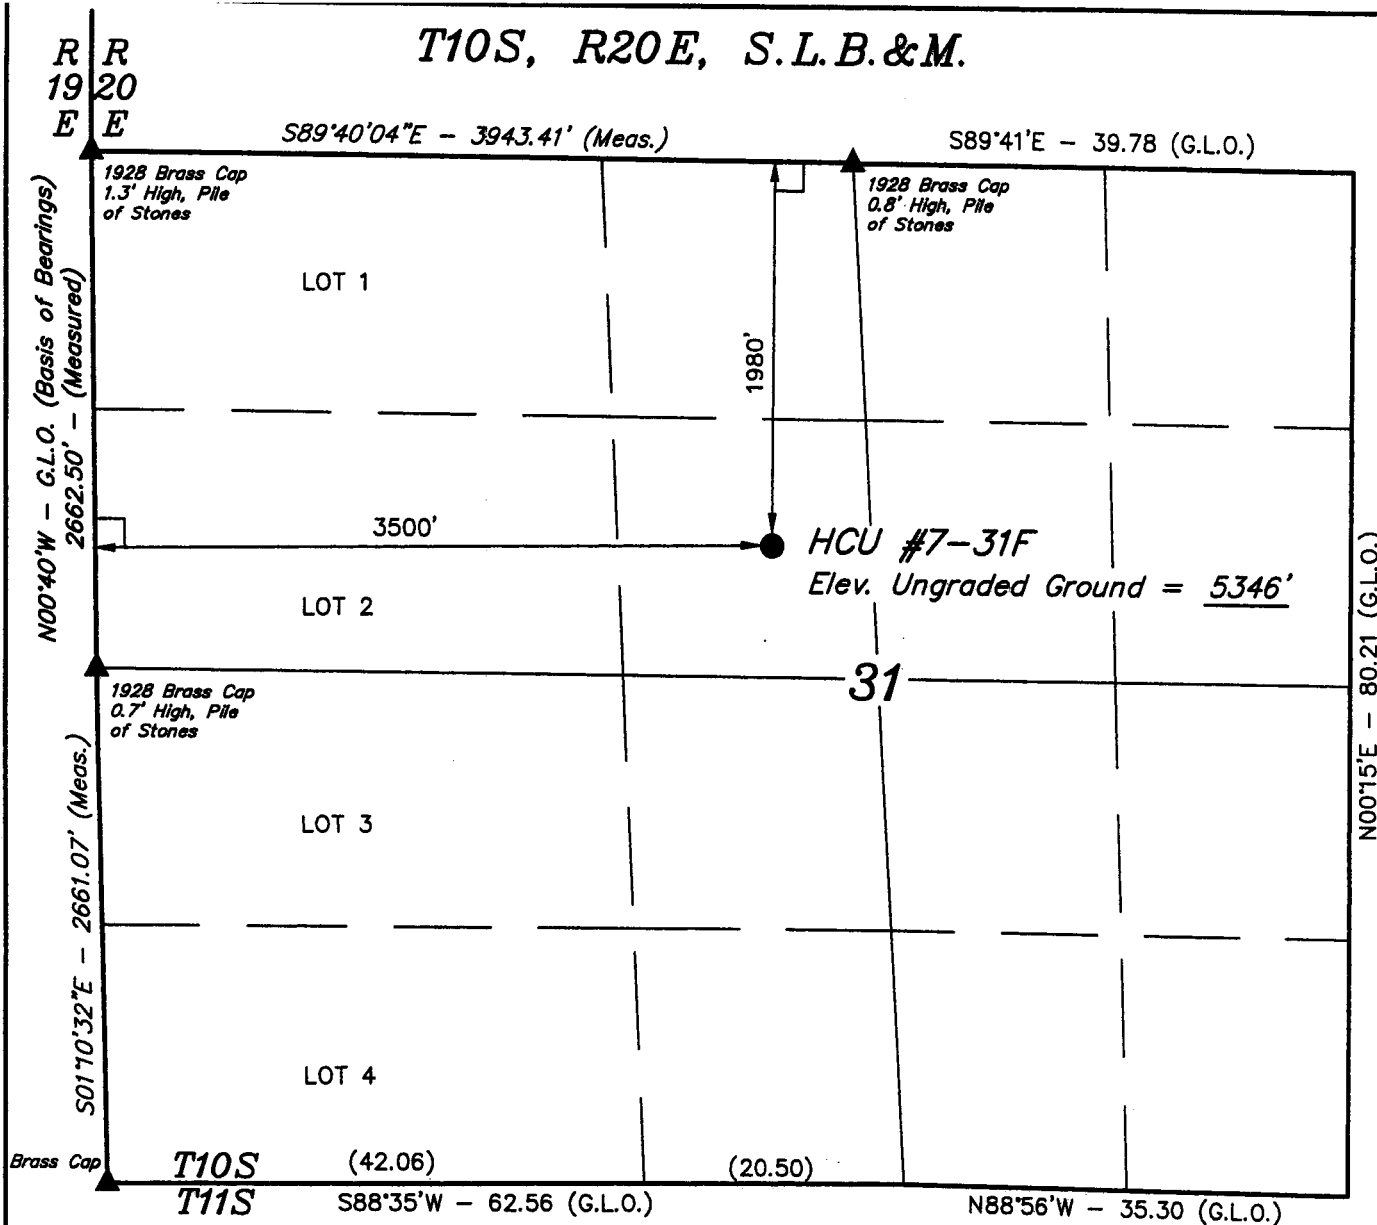 T10S, R20E, S.L.B.&M.
R R
19 20
E E
S89°40'04"E - 3943.41' (Meas.)
S89°41'E - 39.78 (G.L.O.)
1928 Brass Cap
1.3' High, Pile
of Stones
1928 Brass Cap
0.8' High, Pile
of Stones
N00°40'W - G.L.O. (Basis of Bearings)
2662.50' - (Measured)
LOT 1
1980'
3500'
HCU #7-31F
Elev. Ungraded Ground = 5346'
LOT 2
31
1928 Brass Cap
0.7' High, Pile
of Stones
N00°15'E - 80.21 (G.L.O.)
S01°10'32"E - 2661.07' (Meas.)
LOT 3
LOT 4
Brass Cap
T10S
(42.06)
(20.50)
T11S
S88°35'W - 62.56 (G.L.O.)
N88°56'W - 35.30 (G.L.O.)